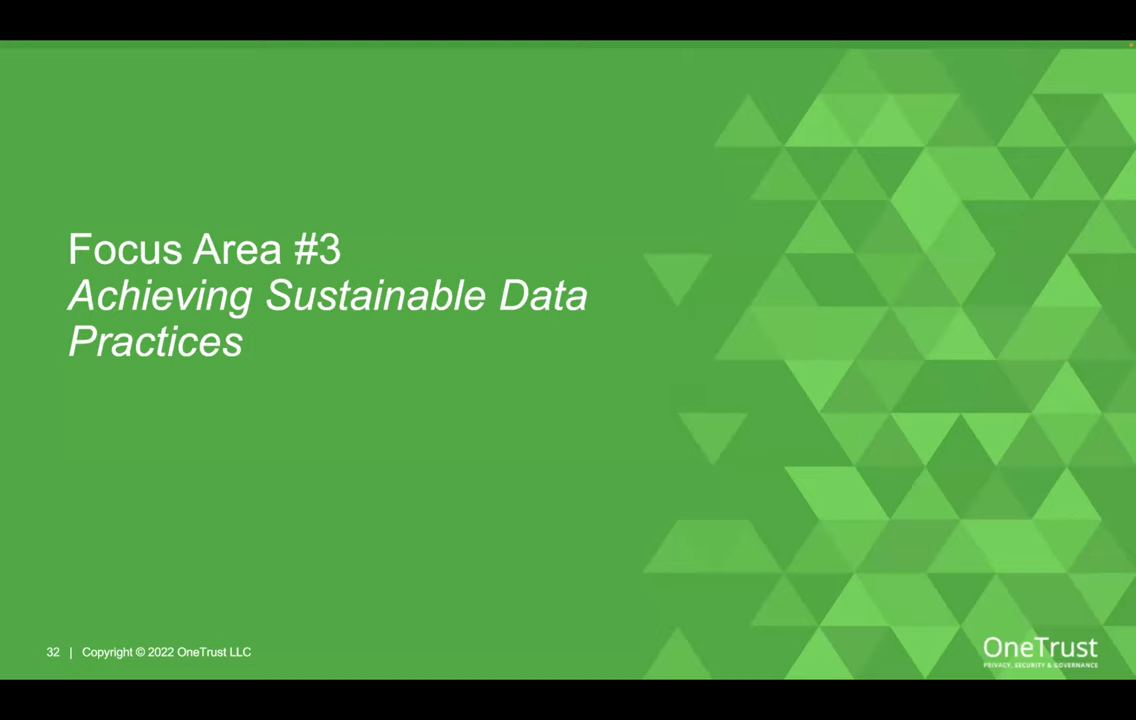 Focus Area #3
Achieving Sustainable Data
Practices
32 | Copyright © 2022 OneTrust LLC
OneTrust
PRIVACY, SECURITY & GOVERNANCE